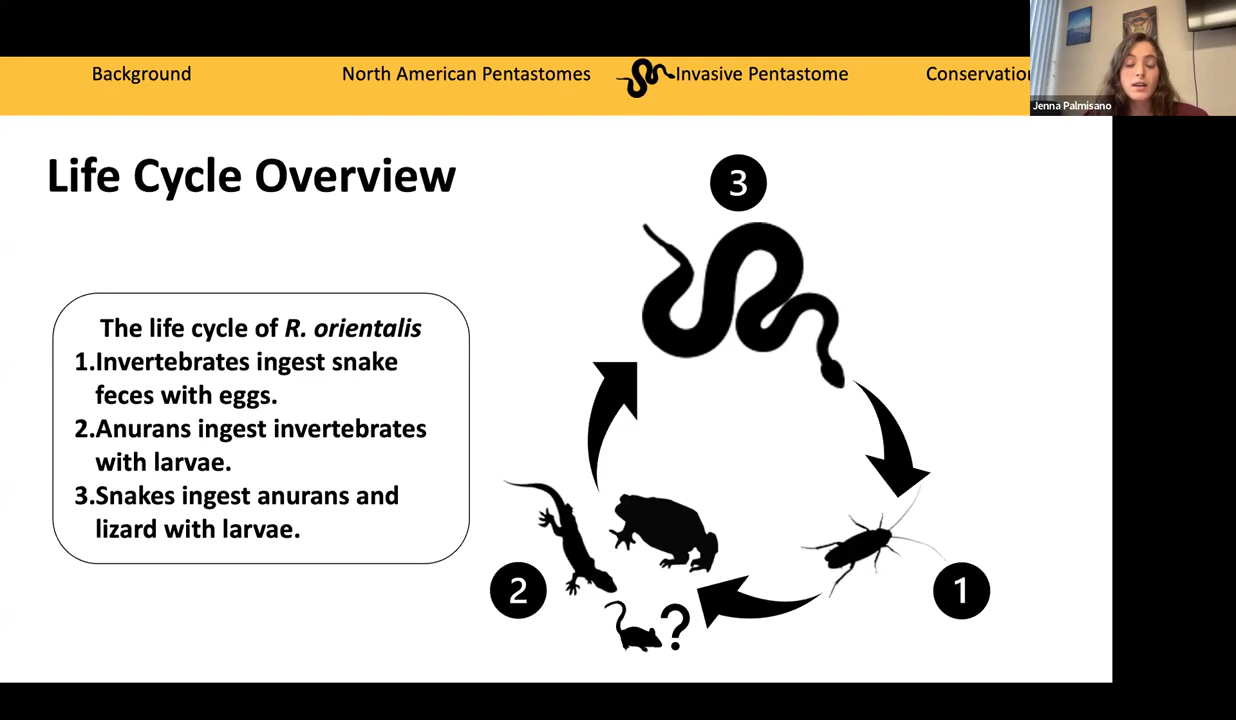 Background
North American Pentastomes
Invasive Pentastome
Jenna Palmisano
Life Cycle Overview
3
The life cycle of R. orientalis
1.Invertebrates ingest snake
feces with eggs.
2.Anurans ingest invertebrates
with larvae.
3.Snakes ingest anurans and
lizard with larvae.
2
?
1